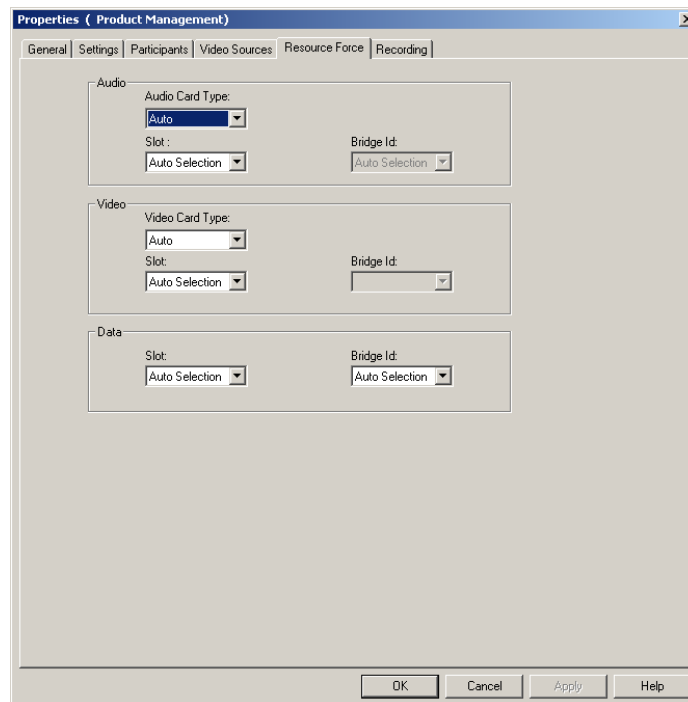 Properties ( Product Management)
General Settings Participants Video Sources Resource Force Recording
Audio
Audio Card Type:
Auto
Slot : Bridge Id:
Auto Selection Auto Selection
Video
Video Card Type:
Auto
Slot: Bridge Id:
Auto Selection
Data
Slot: Bridge Id:
Auto Selection Auto Selection
OK Cancel Apply Help